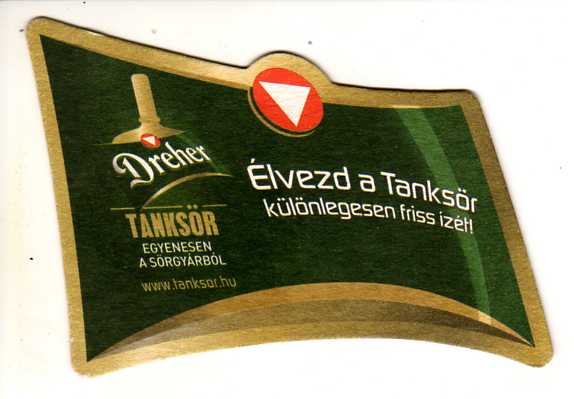 Dreher
TANKSÖR
EGYENESEN
A SÖRGYÁRBÓL
www.tanksor.hu
Élvezd a Tanksör
különlegesen friss ízét!